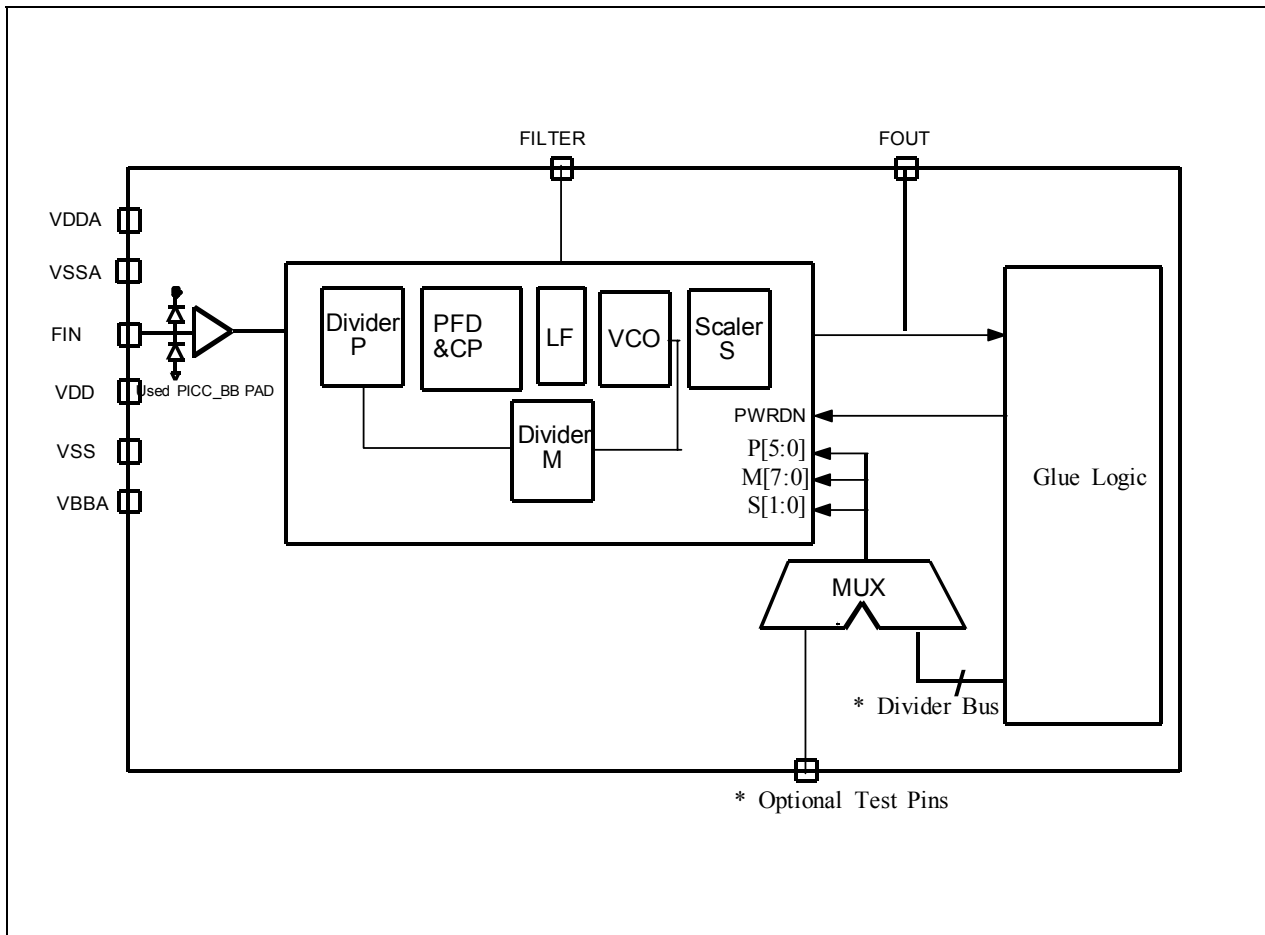 FILTER
FOUT
VDDA
VSSA
FIN
VDD
VSS
VBBA
Used PICC_BB PAD
Divider
P
PFD
&CP
LF
VCO
Scaler
S
Divider
M
PWRDN
P[5:0]
M[7:0]
S[1:0]
Glue Logic
MUX
* Divider Bus
* Optional Test Pins